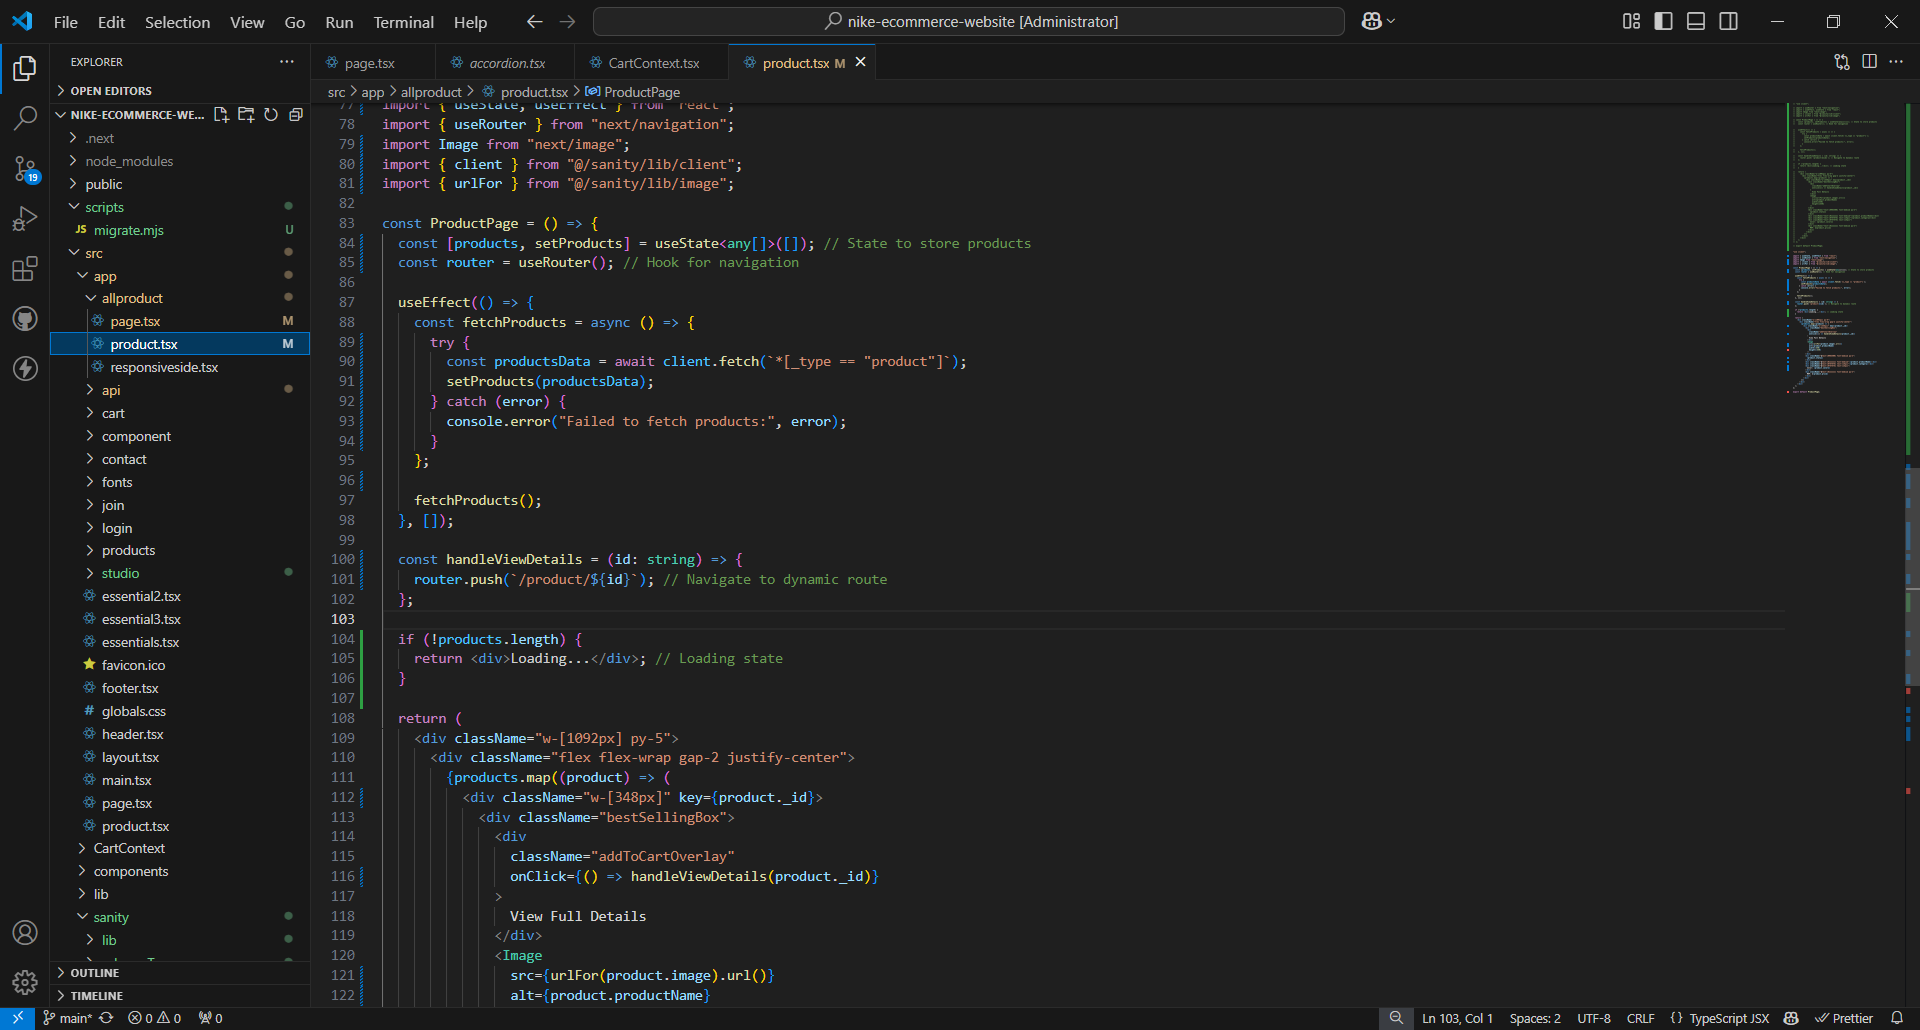 File Edit Selection View Go Run Terminal Help
nike-ecommerce-website [Administrator]
EXPLORER
OPEN EDITORS
NIKE-ECOMMERCE-WE...
.next
node_modules
public
scripts
JS migrate.mjs U
src
app
allproduct
page.tsx M
product.tsx M
responsiveside.tsx
api
cart
component
contact
fonts
join
login
products
studio
essential2.tsx
essential3.tsx
essentials.tsx
favicon.ico
footer.tsx
# globals.css
header.tsx
layout.tsx
main.tsx
page.tsx
product.tsx
CartContext
components
lib
sanity
lib
OUTLINE
TIMELINE
19
page.tsx
accordion.tsx
CartContext.tsx
product.tsx M
src > app > allproduct > product.tsx > ProductPage
77 import { useState, useEffect } from "react";
78 import { useRouter } from "next/navigation";
79 import Image from "next/image";
80 import { client } from "@/sanity/lib/client";
81 import { urlFor } from "@/sanity/lib/image";
82
83 const ProductPage = () => {
84 const [products, setProducts] = useState<any[]>([]); // State to store products
85 const router = useRouter(); // Hook for navigation
86
87 useEffect(() => {
88 const fetchProducts = async () => {
89 try {
90 const productsData = await client.fetch(`*[_type == "product"]`);
91 setProducts(productsData);
92 } catch (error) {
93 console.error("Failed to fetch products:", error);
94 }
95 };
96
97 fetchProducts();
98 }, []);
99
100 const handleViewDetails = (id: string) => {
101 router.push(`/product/${id}`); // Navigate to dynamic route
102 };
103
104 if (!products.length) {
105 return <div>Loading...</div>; // Loading state
106 }
107
108 return (
109 <div className="w-[1092px] py-5">
110 <div className="flex flex-wrap gap-2 justify-center">
111 {products.map((product) => (
112 <div className="w-[348px]" key={product._id}>
113 <div className="bestSellingBox">
114 <div
115 className="addToCartOverlay"
116 onClick={() => handleViewDetails(product._id)}
117 >
118 View Full Details
119 </div>
120 <Image
121 src={urlFor(product.image).url()}
122 alt={product.productName}
main* 0 0 0
Ln 103, Col 1 Spaces: 2 UTF-8 CRLF {} TypeScript JSX Prettier